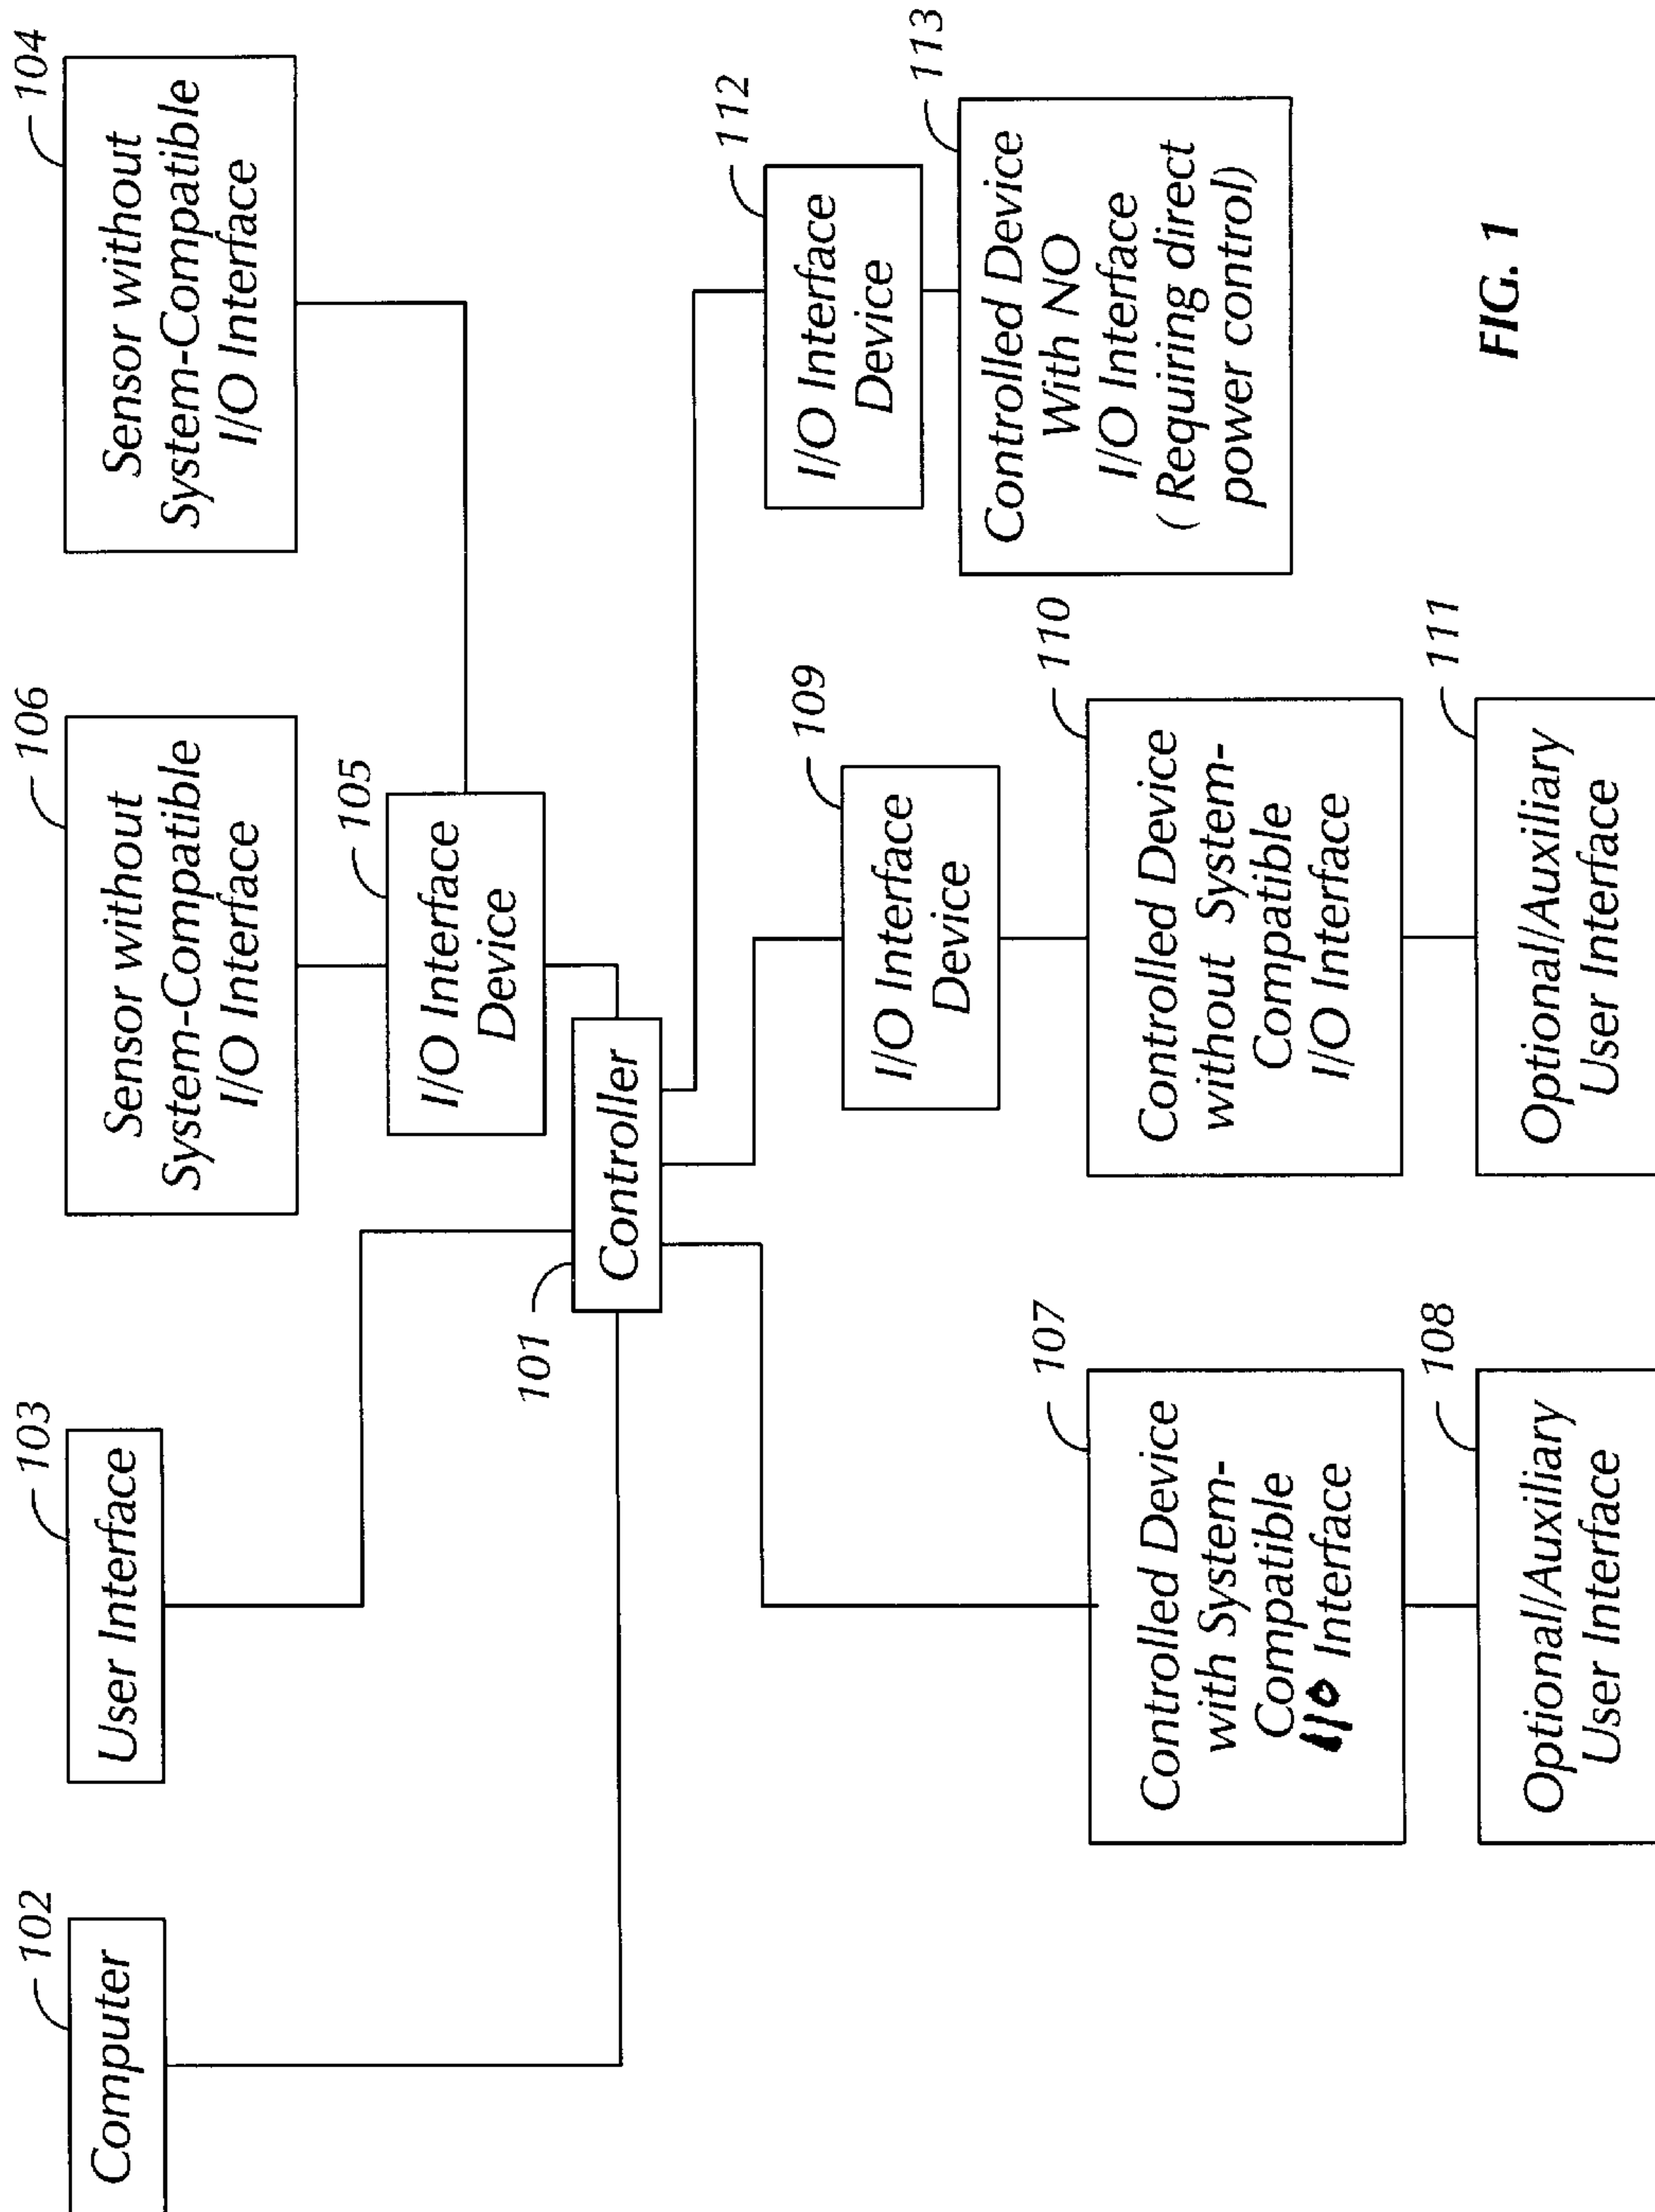 102
Computer
103
User Interface
106
Sensor without
System-Compatible
I/O Interface
104
Sensor without
System-Compatible
I/O Interface
105
I/O Interface
Device
101
Controller
112
I/O Interface
Device
109
I/O Interface
Device
113
Controlled Device
With NO
I/O Interface
(Requiring direct
power control)
107
Controlled Device
with System-
Compatible
I/O Interface
110
Controlled Device
without System-
Compatible
I/O Interface
108
Optional/Auxiliary
User Interface
111
Optional/Auxiliary
User Interface
FIG. 1